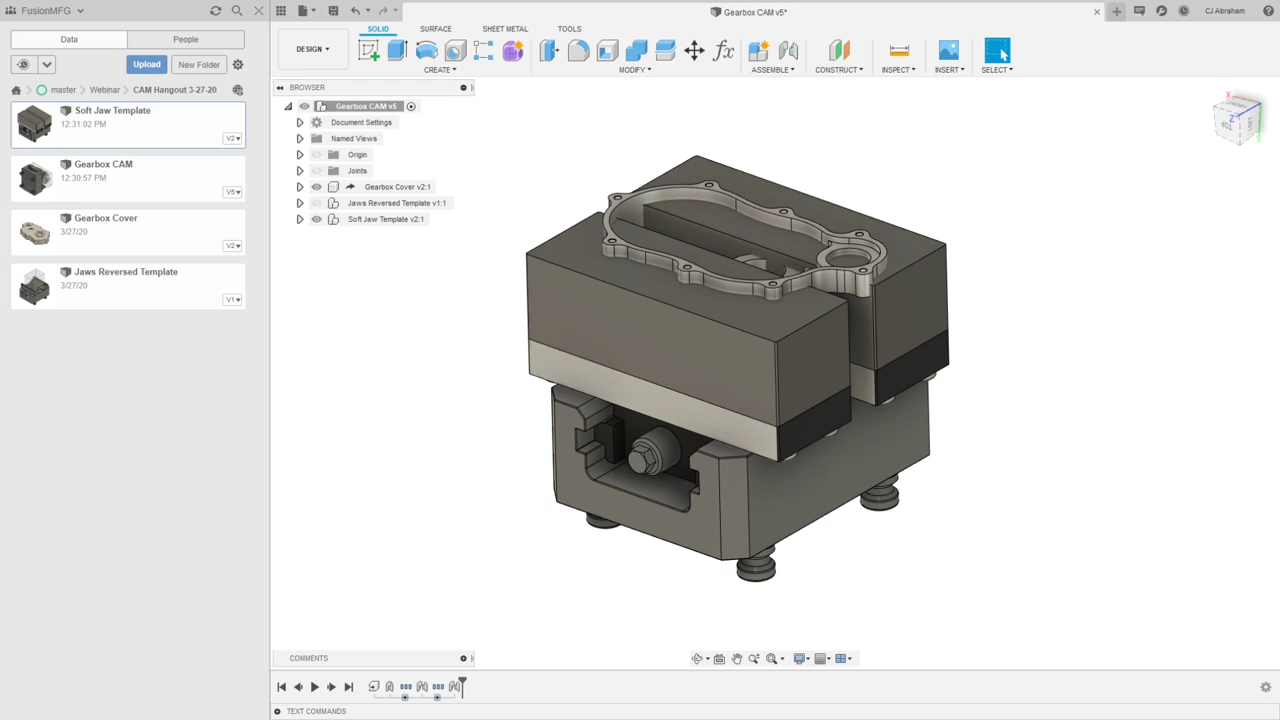 FusionMFG
Gearbox CAM v5*
CJ Abraham
Data
People
Upload
New Folder
master
Webinar
CAM Hangout 3-27-20
Soft Jaw Template
12:31:02 PM
V2
Gearbox CAM
12:30:57 PM
V5
Gearbox Cover
3/27/20
V2
Jaws Reversed Template
3/27/20
V1
SOLID
SURFACE
SHEET METAL
TOOLS
DESIGN
CREATE
MODIFY
ASSEMBLE
CONSTRUCT
INSPECT
INSERT
SELECT
BROWSER
Gearbox CAM v5
Document Settings
Named Views
Origin
Joints
Gearbox Cover v2:1
Jaws Reversed Template v1:1
Soft Jaw Template v2:1
X
Z
COMMENTS
TEXT COMMANDS